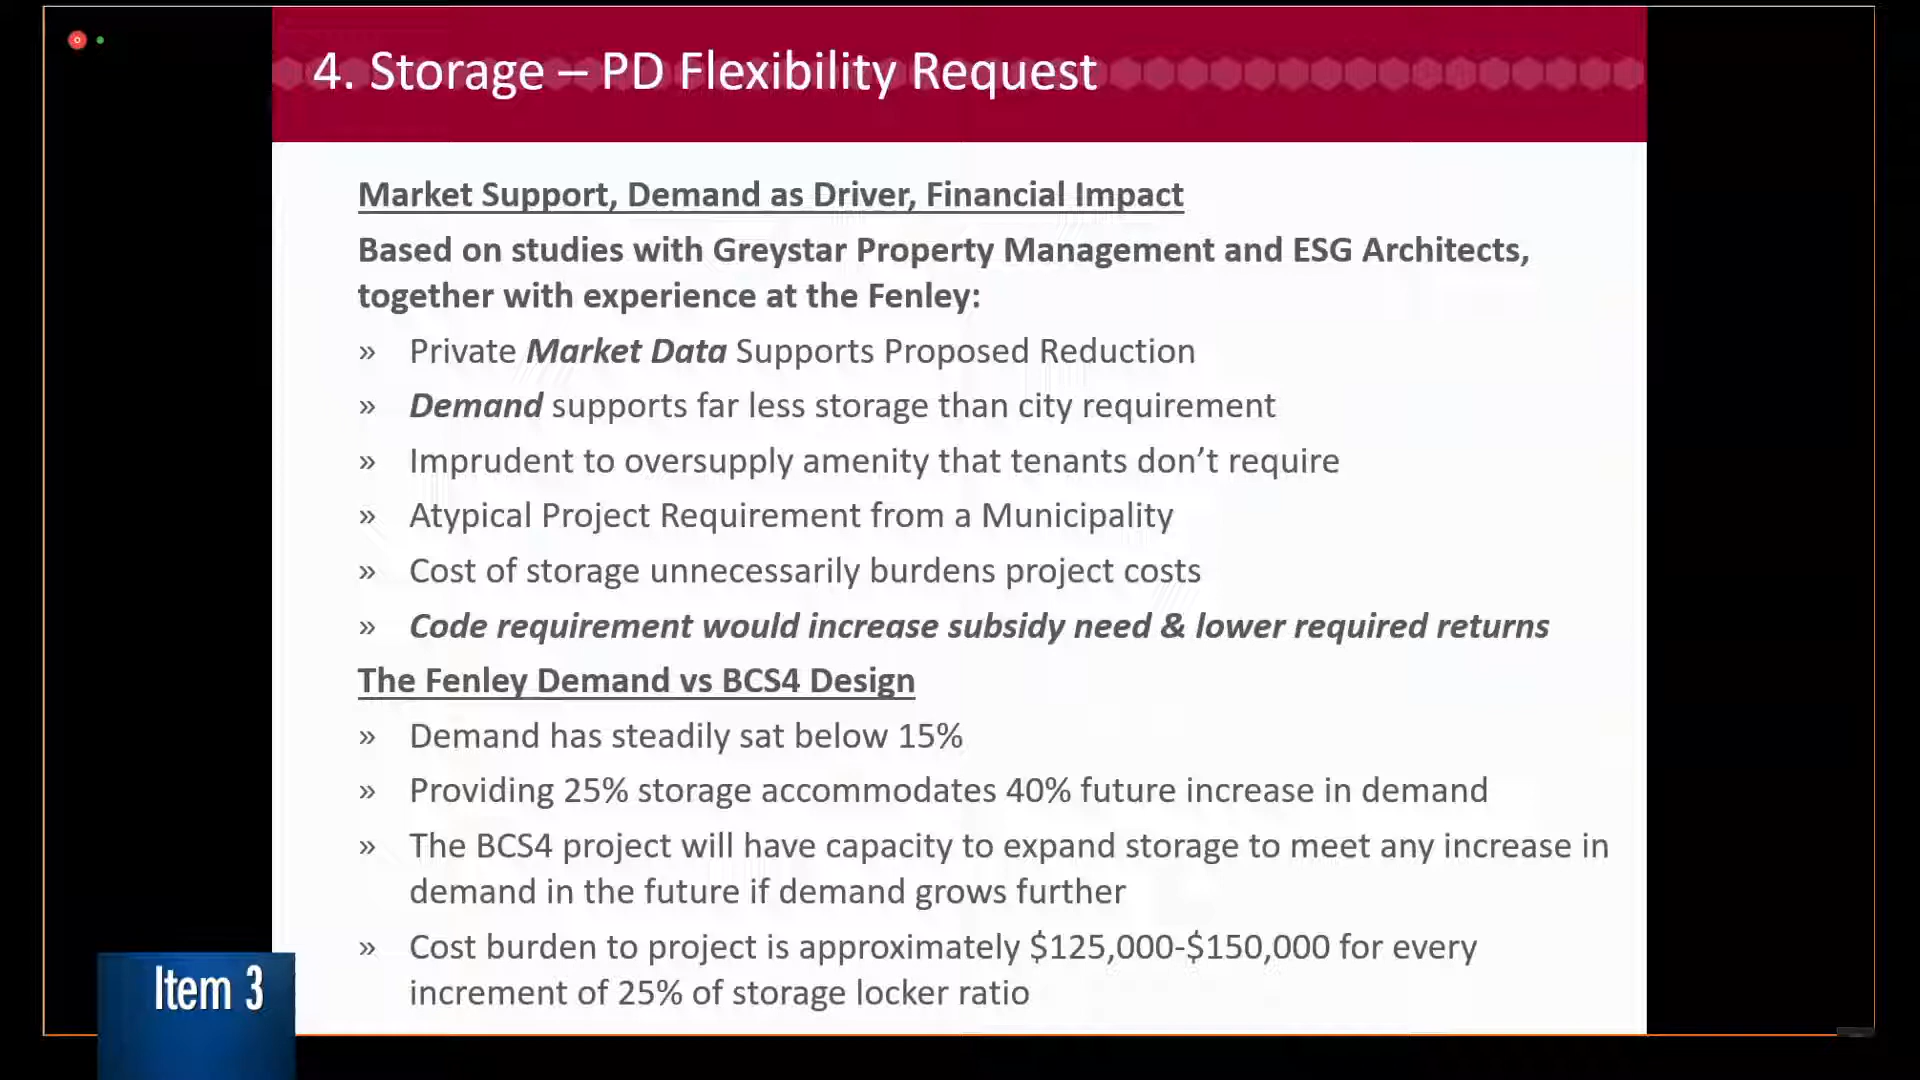 4. Storage – PD Flexibility Request
Market Support, Demand as Driver, Financial Impact
Based on studies with Greystar Property Management and ESG Architects,
together with experience at the Fenley:
» Private Market Data Supports Proposed Reduction
» Demand supports far less storage than city requirement
» Imprudent to oversupply amenity that tenants don’t require
» Atypical Project Requirement from a Municipality
» Cost of storage unnecessarily burdens project costs
» Code requirement would increase subsidy need & lower required returns
The Fenley Demand vs BCS4 Design
» Demand has steadily sat below 15%
» Providing 25% storage accommodates 40% future increase in demand
» The BCS4 project will have capacity to expand storage to meet any increase in
demand in the future if demand grows further
» Cost burden to project is approximately $125,000-$150,000 for every
increment of 25% of storage locker ratio
Item 3